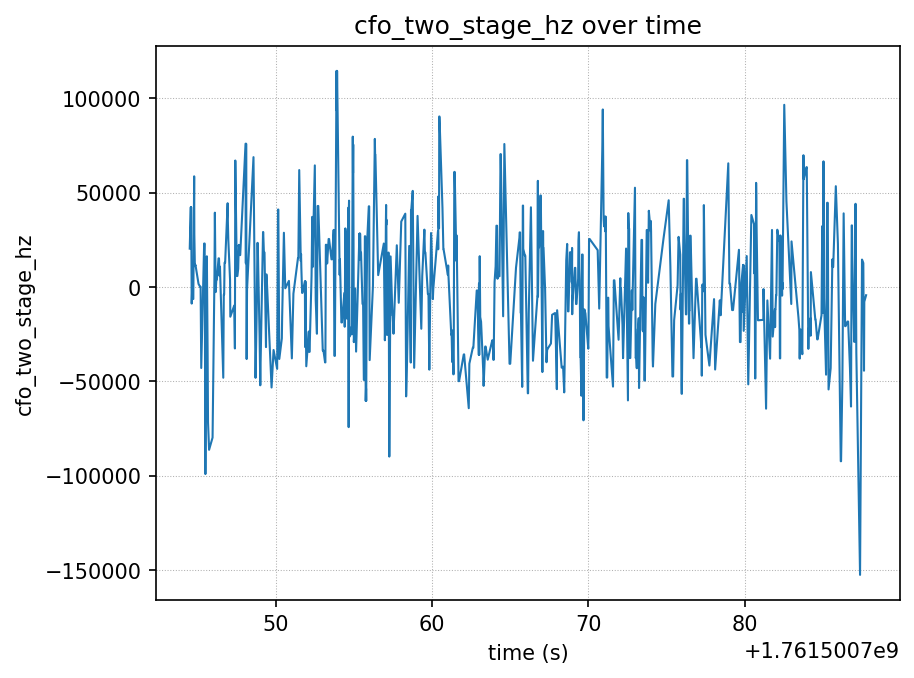 cfo_two_stage_hz over time
100000
50000
0
−50000
−100000
−150000
cfo_two_stage_hz
50 60 70 80
time (s)
+1.7615007e9